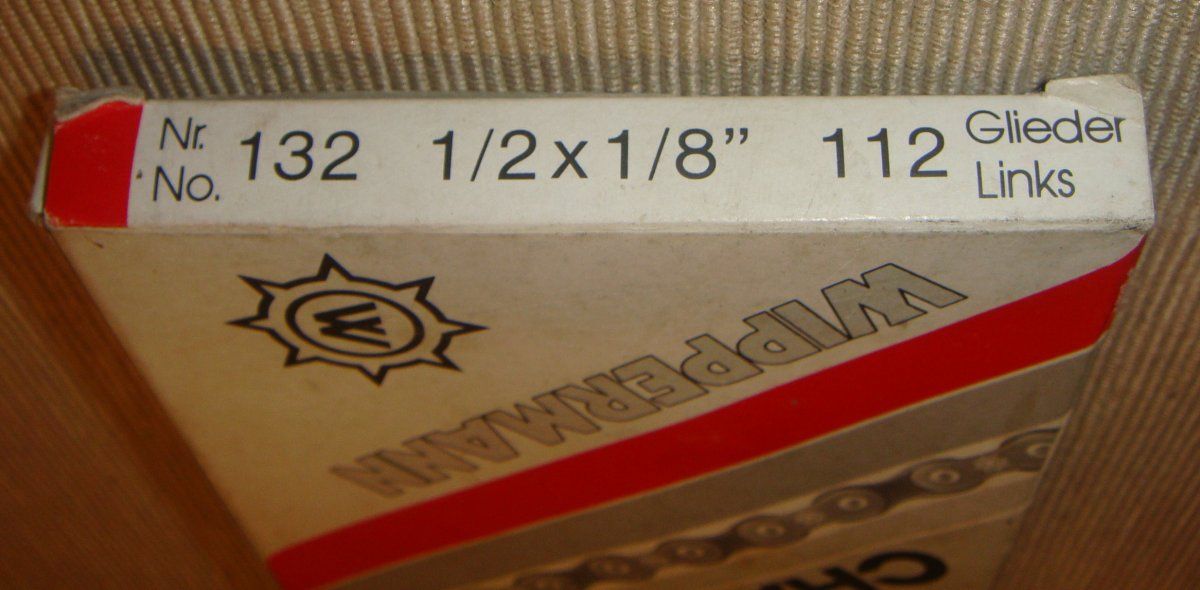 Nr. No. 132 1/2 x 1/8” 112 Glieder Links
W
WIPPERMANN